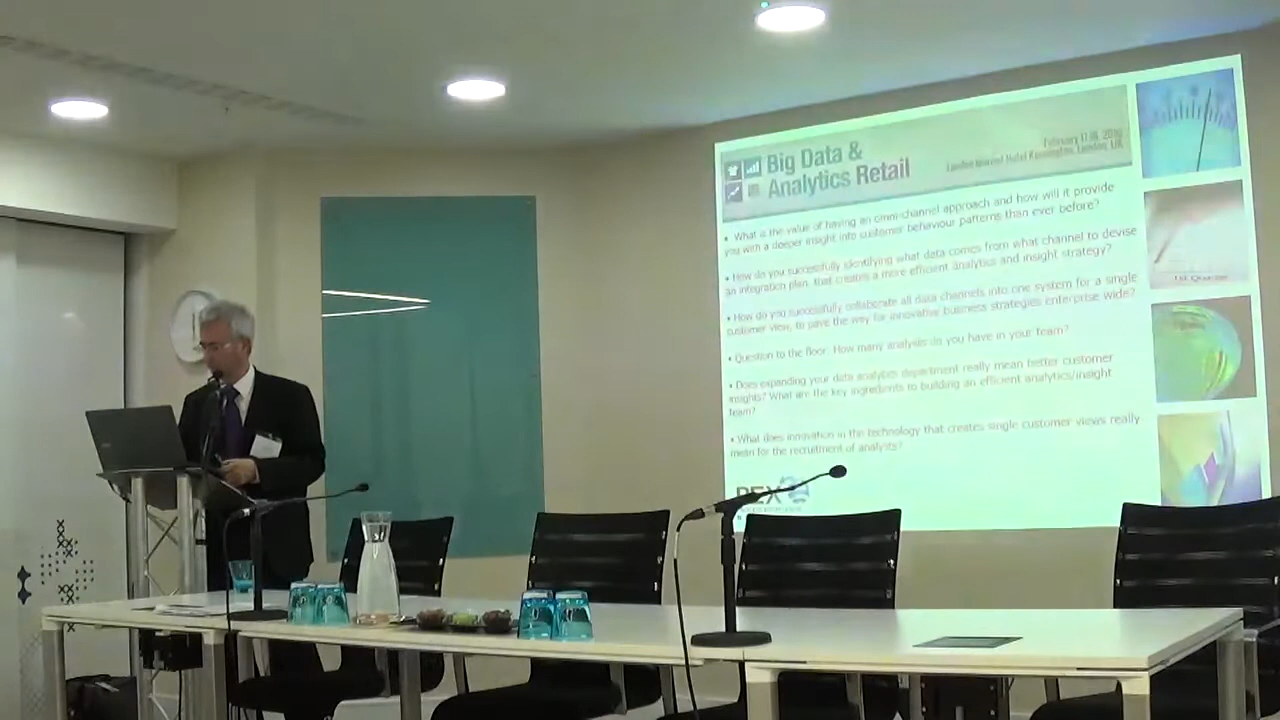 Big Data &
Analytics Retail
February 17-18, 2016
London Marriott Hotel Kensington, London, UK
• What is the value of having an omni-channel approach and how will it provide
you with a deeper insight into customer behaviour patterns than ever before?
• How do you successfully identifying what data comes from what channel to devise
an integration plan, that creates a more efficient analytics and insight strategy?
• How do you successfully collaborate all data channels into one system for a single
customer view, to pave the way for innovative business strategies enterprise wide?
• Question to the floor: How many analysts do you have in your team?
• Does expanding your data analytics department really mean better customer
insights? What are the key ingredients to building an efficient analytics/insight
team?
• What does innovation in the technology that creates single customer views really
mean for the recruitment of analysts?